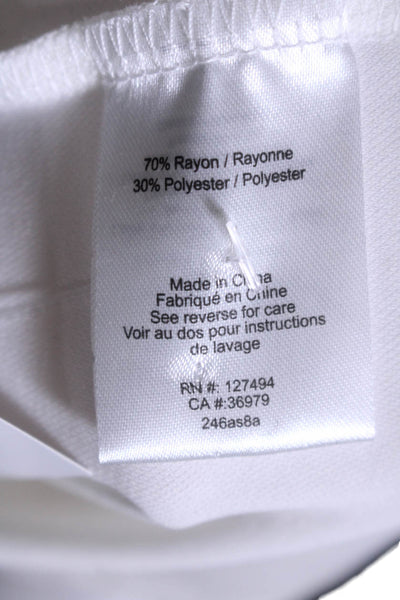 70% Rayon / Rayonne
30% Polyester / Polyester
Made in China
Fabriqué en Chine
See reverse for care
Voir au dos pour instructions
de lavage
RN #: 127494
CA #:36979
246as8a